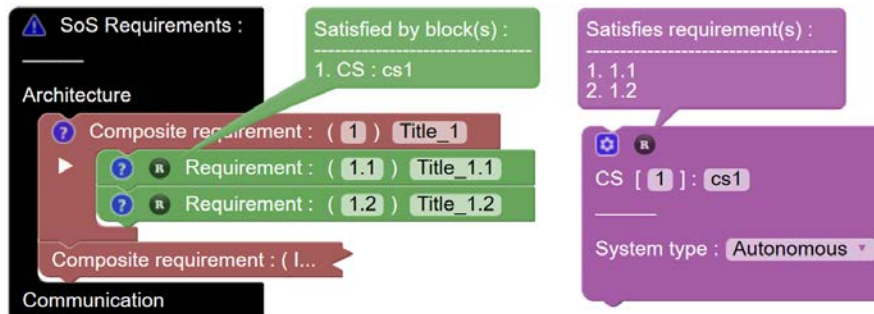 SoS Requirements :
Architecture
Composite requirement : ( 1 ) Title_1
R Requirement : ( 1.1 ) Title_1.1
R Requirement : ( 1.2 ) Title_1.2
Composite requirement : ( I...
Communication
Satisfied by block(s) :
1. CS : cs1
Satisfies requirement(s) :
1. 1.1
2. 1.2
R
CS [ 1 ] : cs1
System type : Autonomous